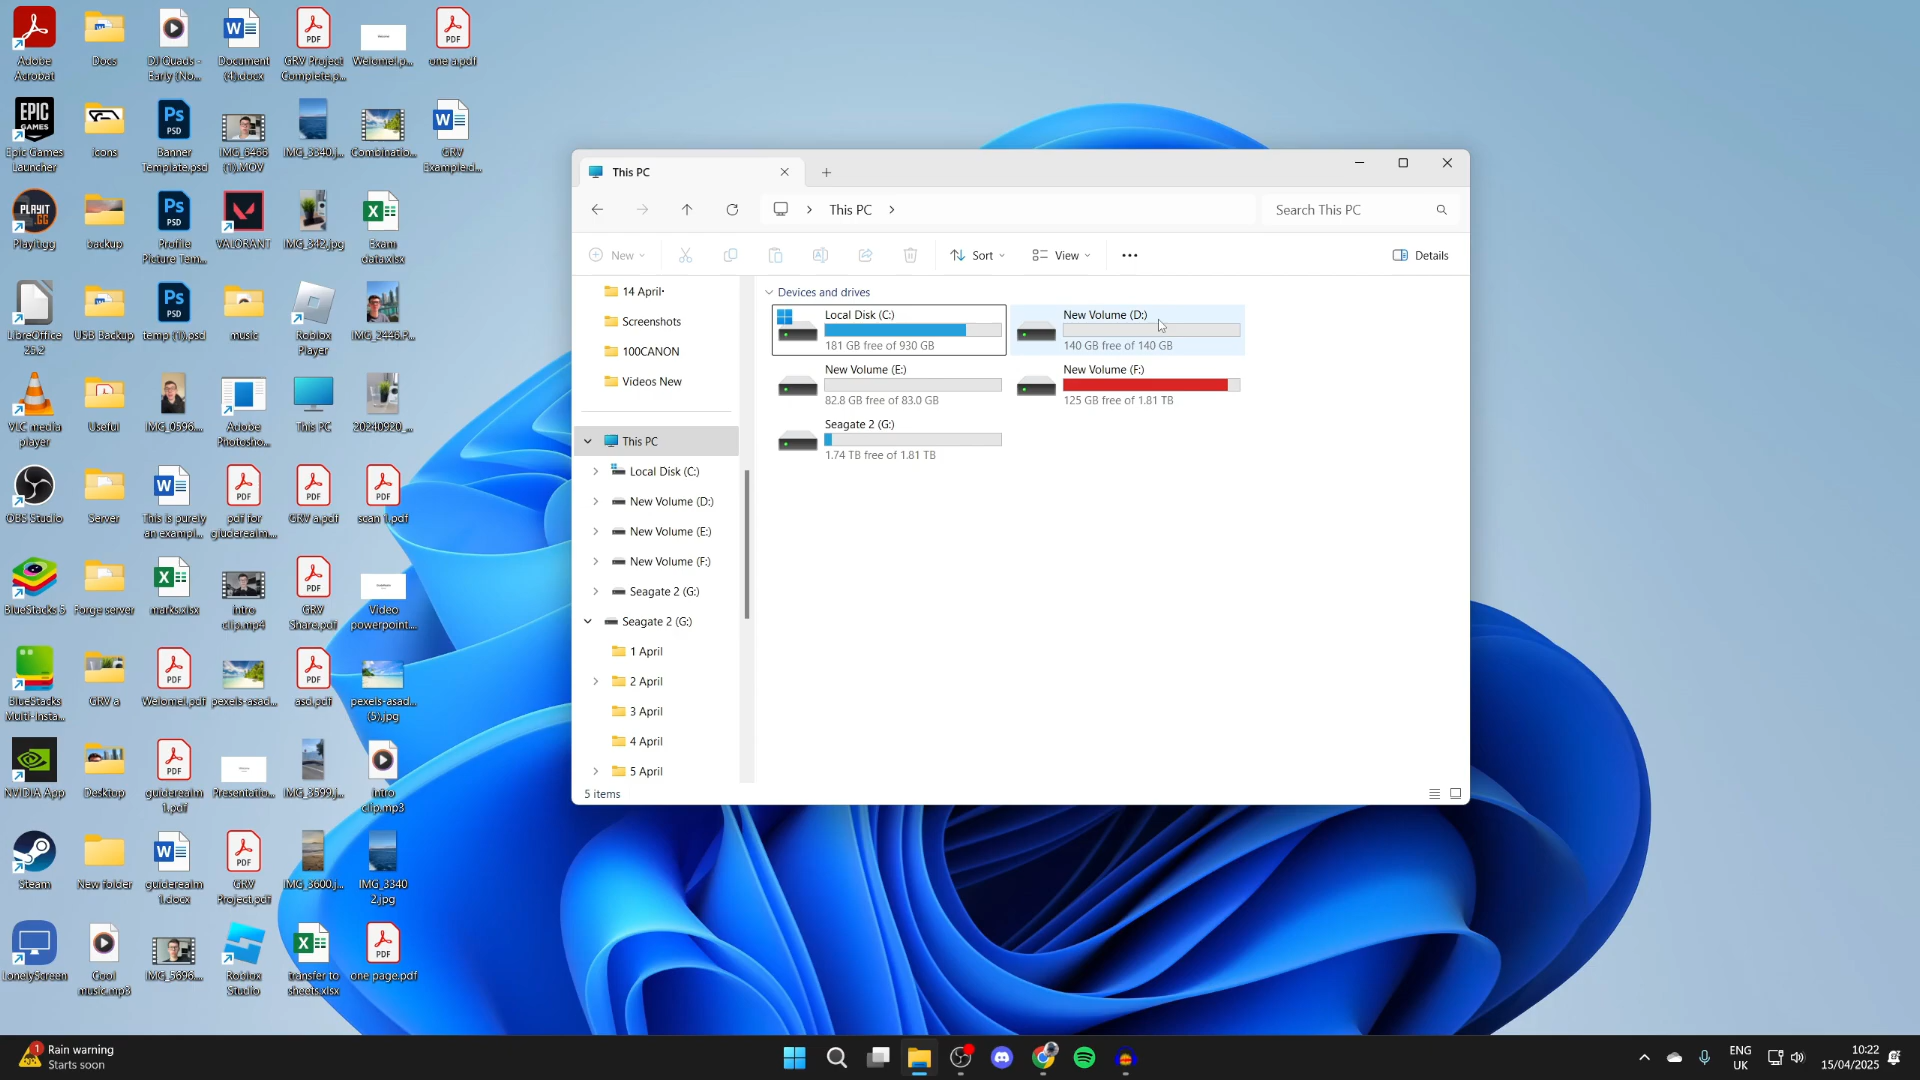 Adobe
Acrobat
Docs
DJ Quads -
Early (No...
Document
(4).docx
GRV Project
Complete.p...
Welomel.p...
one a.pdf
Epic Games
Launcher
Icons
Banner
Template.psd
IMG_6466
(1).MOV
IMG_3340.j...
Combinatio...
GRV
Example.d...
Playit.gg
backup
Profile
Picture Tem...
VALORANT
IMG_342.jpg
Exam
data.xlsx
LibreOffice
25.2
USB Backup
temp (1).psd
music
Roblox
Player
IMG_2446.P...
VLC media
player
Useful
IMG_0596....
Adobe
Photosho...
This PC
20240920_...
OBS Studio
Server
This is purely
an exampl...
pdf for
guiderealm...
GRV a.pdf
scan 1.pdf
BlueStacks 5
Forge server
marks.xlsx
intro
clip.mp4
GRV
Share.pdf
Video
powerpoint....
BlueStacks
Multi-Insta...
GRV a
Welomel.pdf
pexels-asad...
asd.pdf
pexels-asad...
(5).jpg
NVIDIA App
Desktop
guiderealm
1.pdf
Presentatio...
IMG_3599.j...
Intro
clip.mp3
Steam
New folder
guiderealm
1.docx
GRV
Project.pdf
IMG_3600.j...
IMG_3340
2.jpg
LonelyScreen
Cool
music.mp3
IMG_5696....
Roblox
Studio
transfer to
sheets.xlsx
one page.pdf
This PC
This PC
Search This PC
New
Sort
View
Details
14 April
Screenshots
100CANON
Videos New
This PC
Local Disk (C:)
New Volume (D:)
New Volume (E:)
New Volume (F:)
Seagate 2 (G:)
Seagate 2 (G:)
1 April
2 April
3 April
4 April
5 April
Devices and drives
Local Disk (C:)
181 GB free of 930 GB
New Volume (D:)
140 GB free of 140 GB
New Volume (E:)
82.8 GB free of 83.0 GB
New Volume (F:)
125 GB free of 1.81 TB
Seagate 2 (G:)
1.74 TB free of 1.81 TB
5 items
1
Rain warning
Starts soon
ENG
UK
10:22
15/04/2025